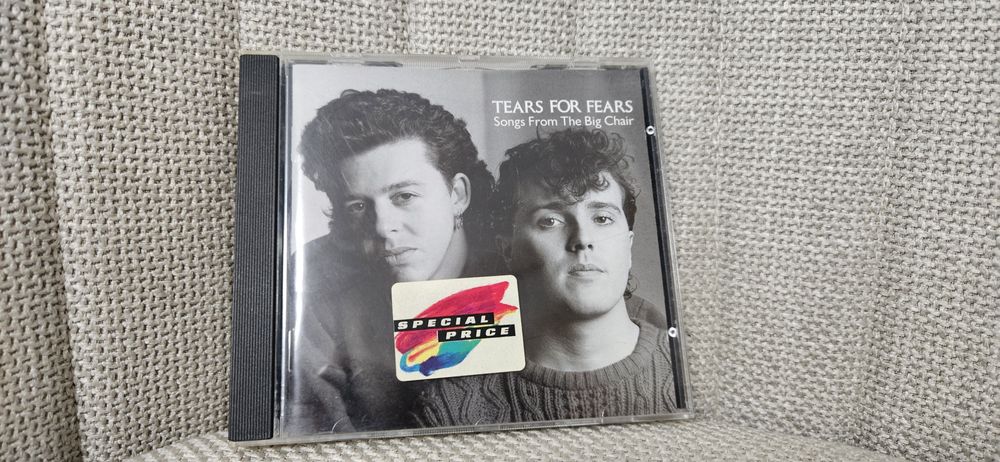 TEARS FOR FEARS
Songs From The Big Chair
SPECIAL
PRICE